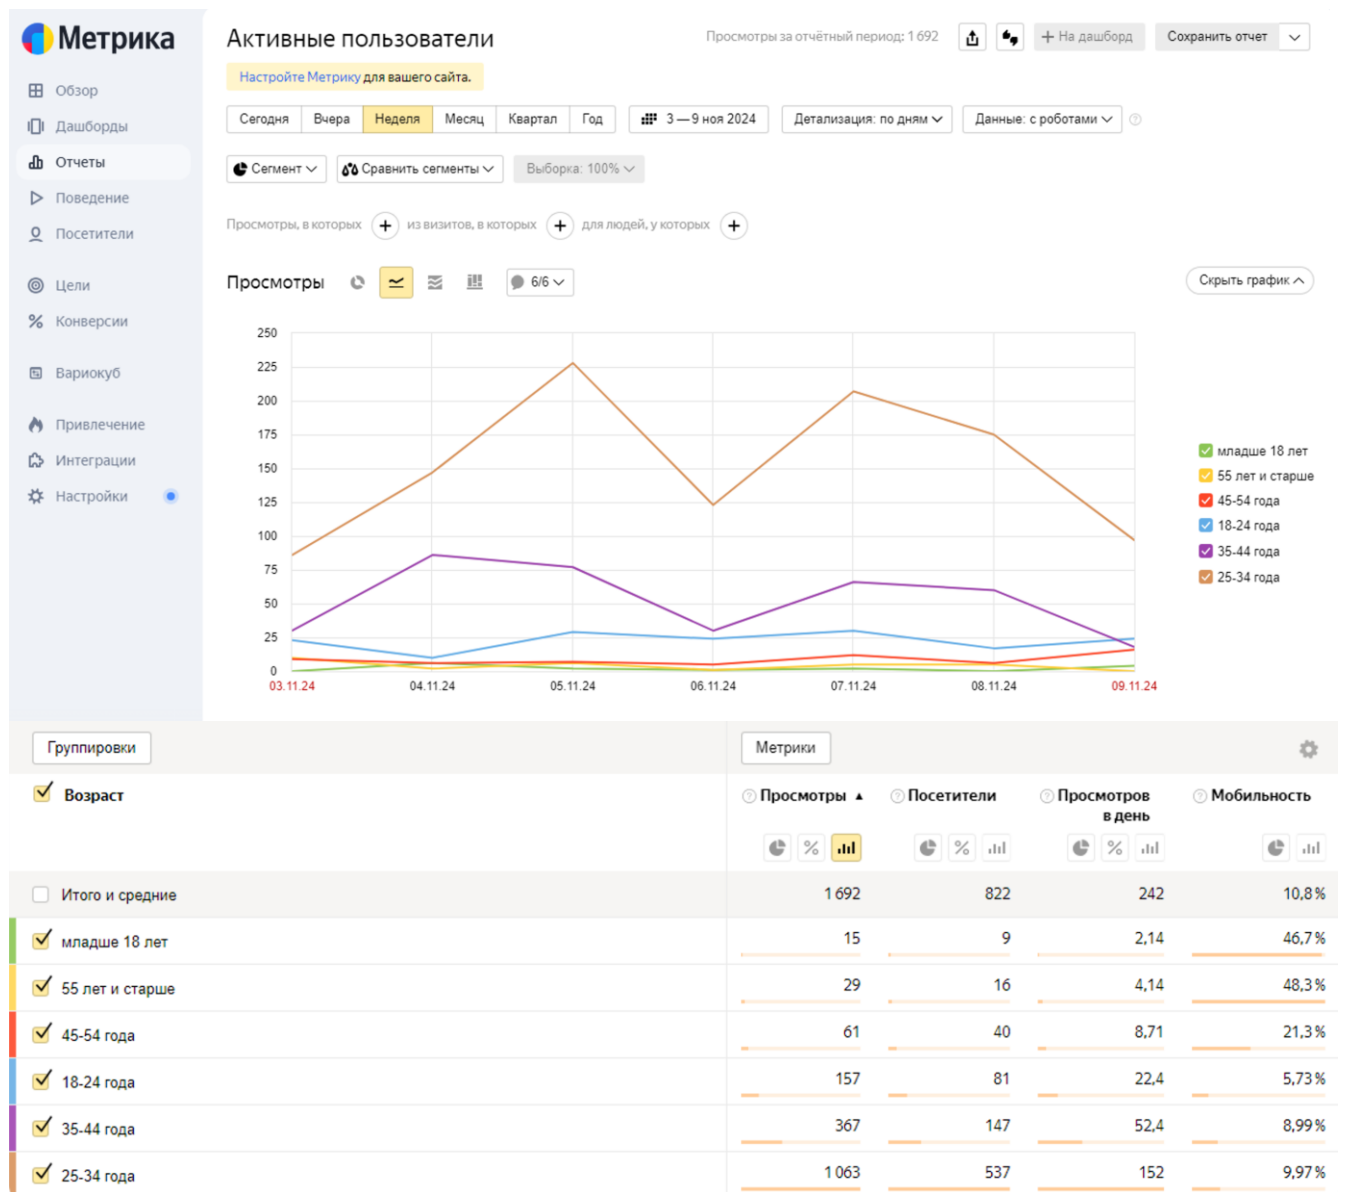 Метрика
Активные пользователи
Просмотры за отчётный период: 1 692
+ На дашборд
Сохранить отчет
Настройте Метрику для вашего сайта.
Обзор
Дашборды
Отчеты
Поведение
Посетители
Цели
Конверсии
Вариокуб
Привлечение
Интеграции
Настройки
Сегодня Вчера Неделя Месяц Квартал Год 3 — 9 ноя 2024 Детализация: по дням Данные: с роботами ?
Сегмент Сравнить сегменты Выборка: 100%
Просмотры, в которых + из визитов, в которых + для людей, у которых +
Просмотры 6/6 Скрыть график
250
225
200
175
150
125
100
75
50
25
0
03.11.24 04.11.24 05.11.24 06.11.24 07.11.24 08.11.24 09.11.24
младше 18 лет
55 лет и старше
45-54 года
18-24 года
35-44 года
25-34 года
Группировки Метрики
Возраст ? Просмотры ▲ ? Посетители ? Просмотров в день ? Мобильность
% % %
Итого и средние 1 692 822 242 10,8 %
младше 18 лет 15 9 2,14 46,7 %
55 лет и старше 29 16 4,14 48,3 %
45-54 года 61 40 8,71 21,3 %
18-24 года 157 81 22,4 5,73 %
35-44 года 367 147 52,4 8,99 %
25-34 года 1 063 537 152 9,97 %